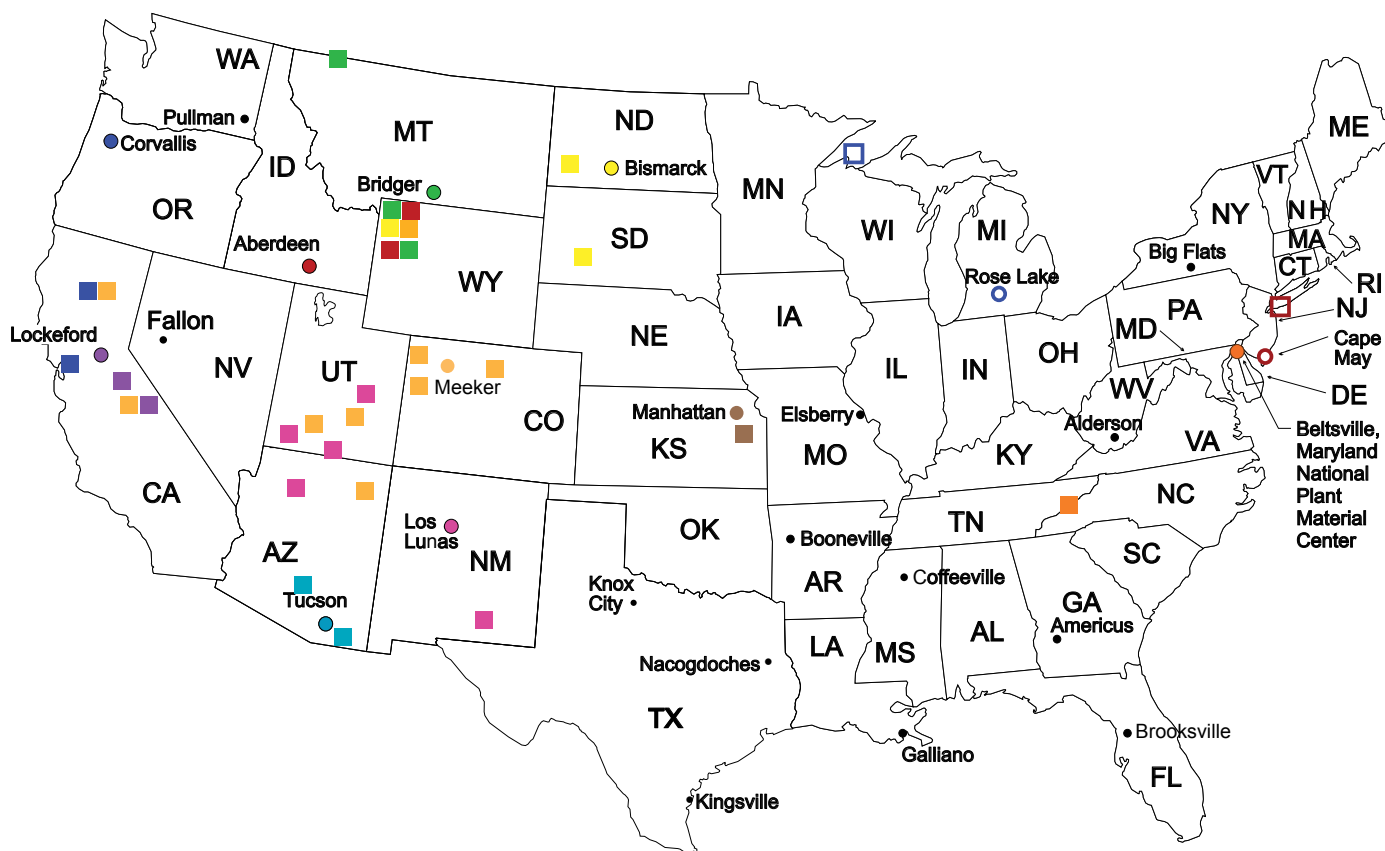 WA
Pullman
Corvallis
OR
ID
MT
Bridger
Aberdeen
WY
ND
Bismarck
SD
NE
MN
WI
MI
Rose Lake
IA
IL
IN
OH
ME
VT
NH
NY
MA
CT
RI
Big Flats
PA
NJ
MD
Cape
May
DE
WV
Alderson
VA
Beltsville,
Maryland
National
Plant
Material
Center
Lockeford
Fallon
NV
UT
Meeker
CO
CA
Manhattan
KS
Elsberry
MO
KY
NC
TN
SC
AZ
Los
Lunas
NM
Tucson
OK
Booneville
AR
Knox
City
Coffeeville
GA
Americus
AL
MS
LA
Nacogdoches
TX
Galliano
Kingsville
Brooksville
FL